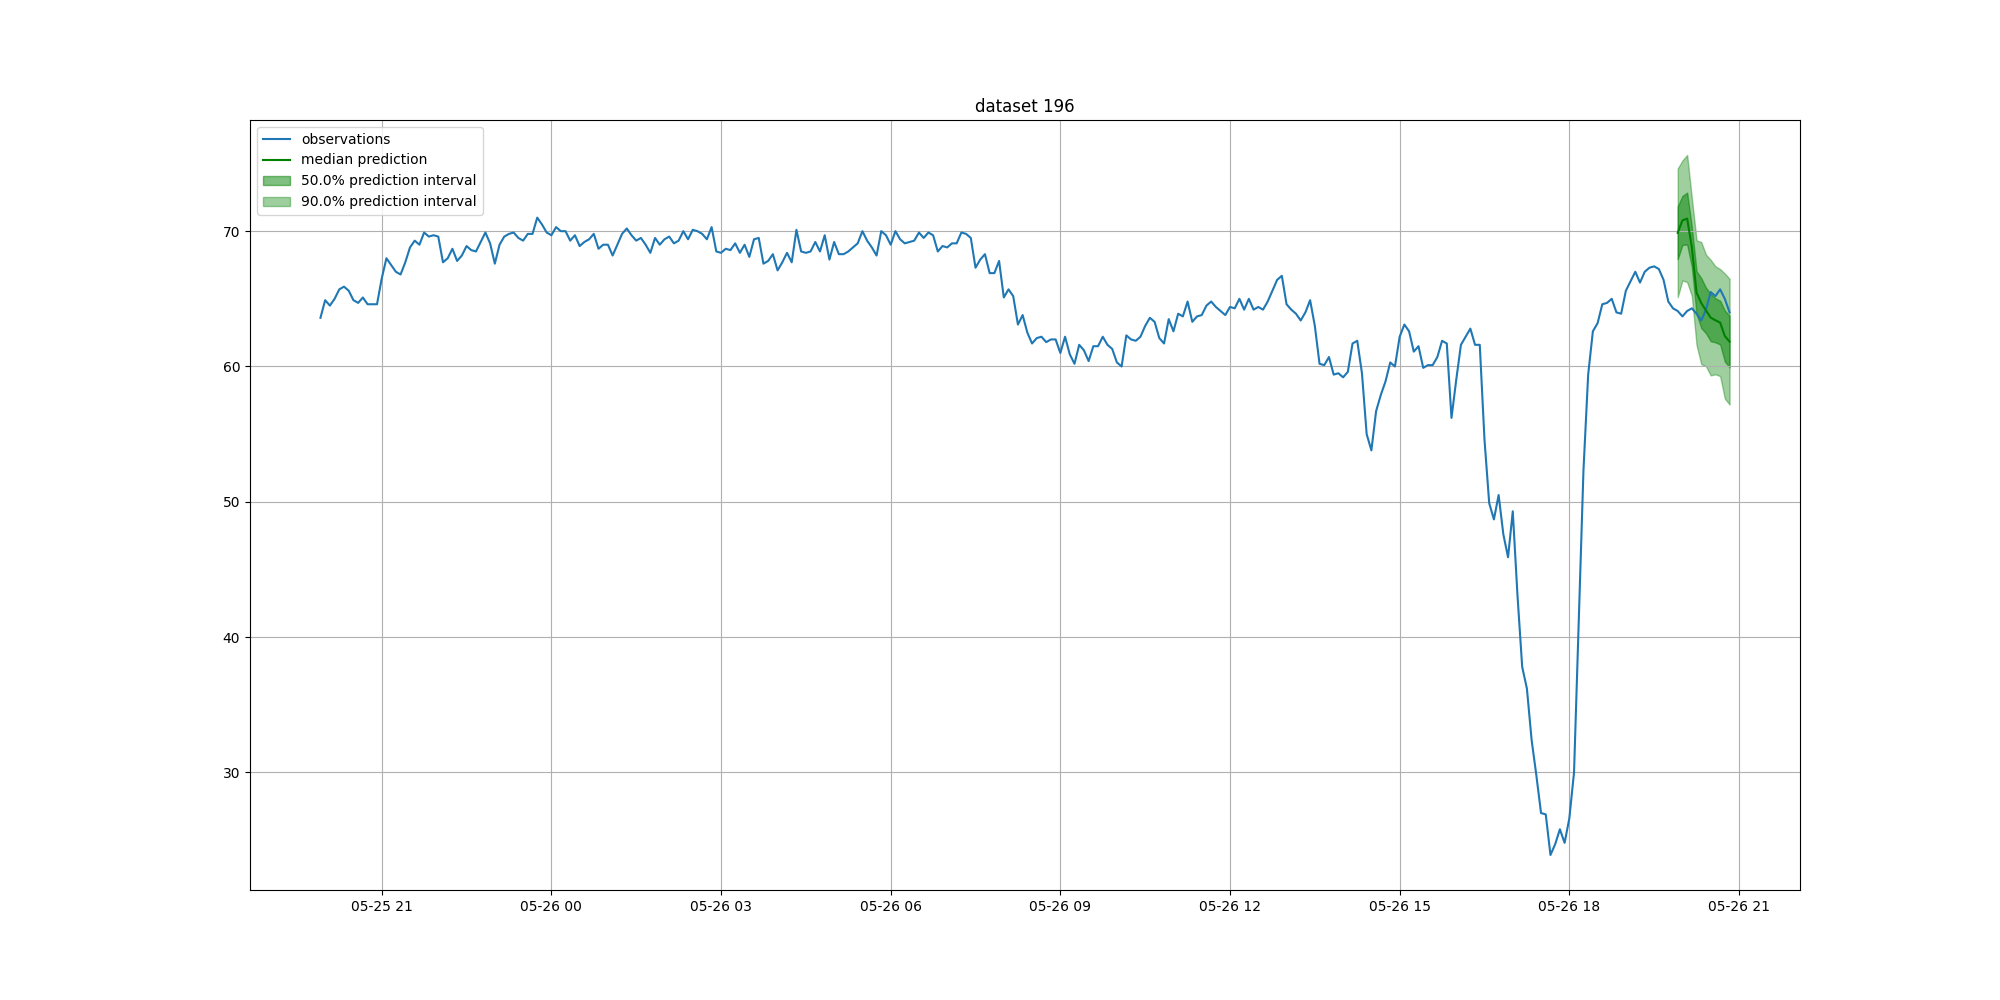 dataset 196
observations
median prediction
50.0% prediction interval
90.0% prediction interval
70
60
50
40
30
05-25 21
05-26 00
05-26 03
05-26 06
05-26 09
05-26 12
05-26 15
05-26 18
05-26 21